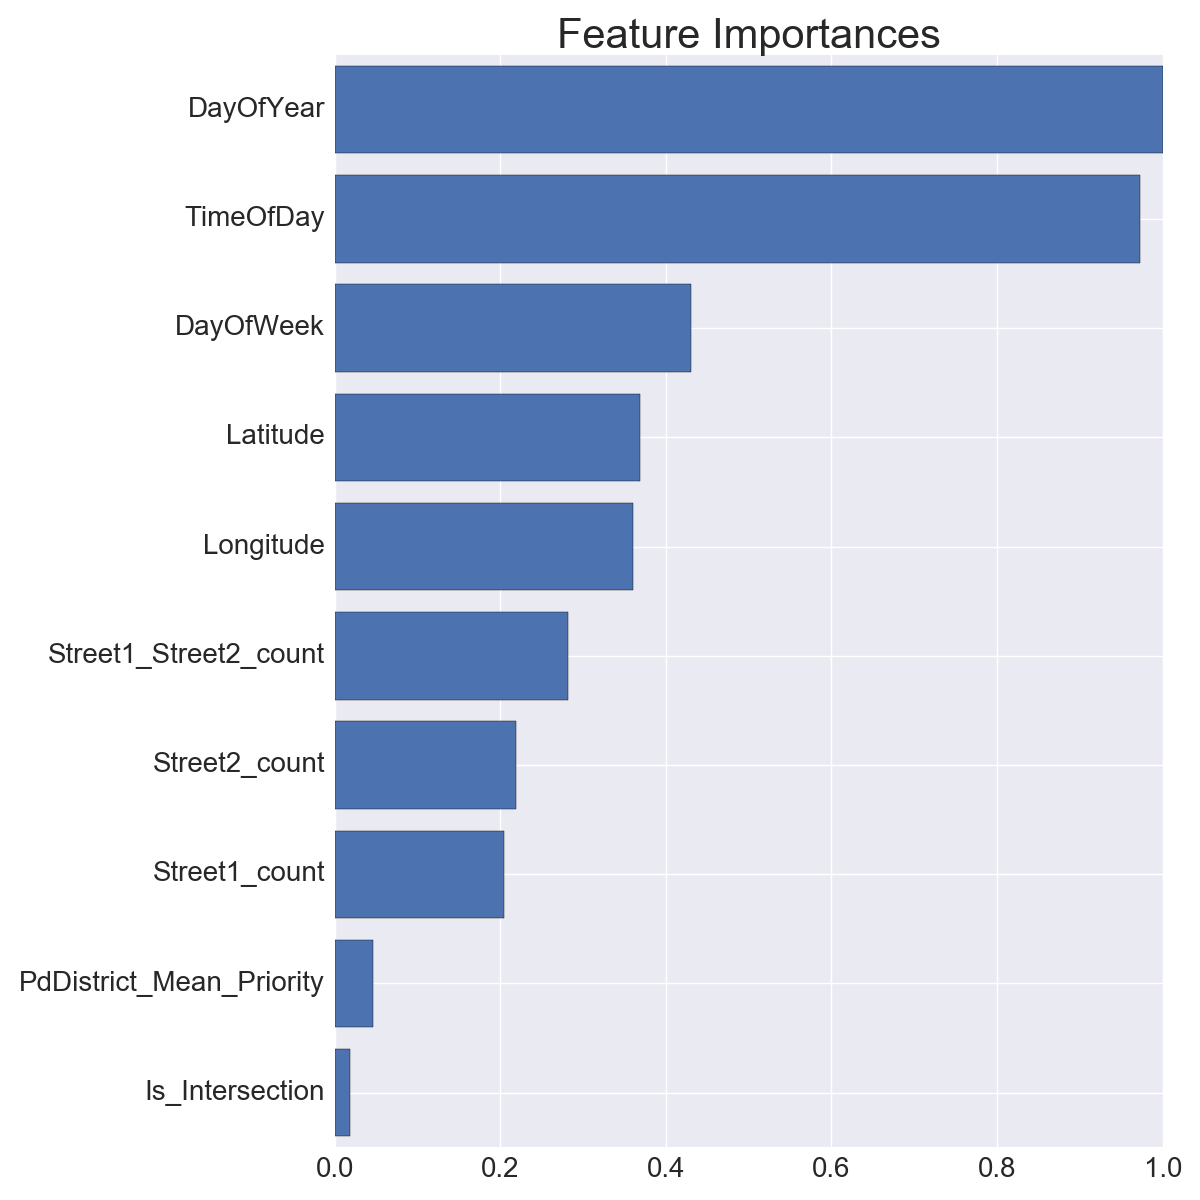 Feature Importances
DayOfYear
TimeOfDay
DayOfWeek
Latitude
Longitude
Street1_Street2_count
Street2_count
Street1_count
PdDistrict_Mean_Priority
Is_Intersection
0.0 0.2 0.4 0.6 0.8 1.0